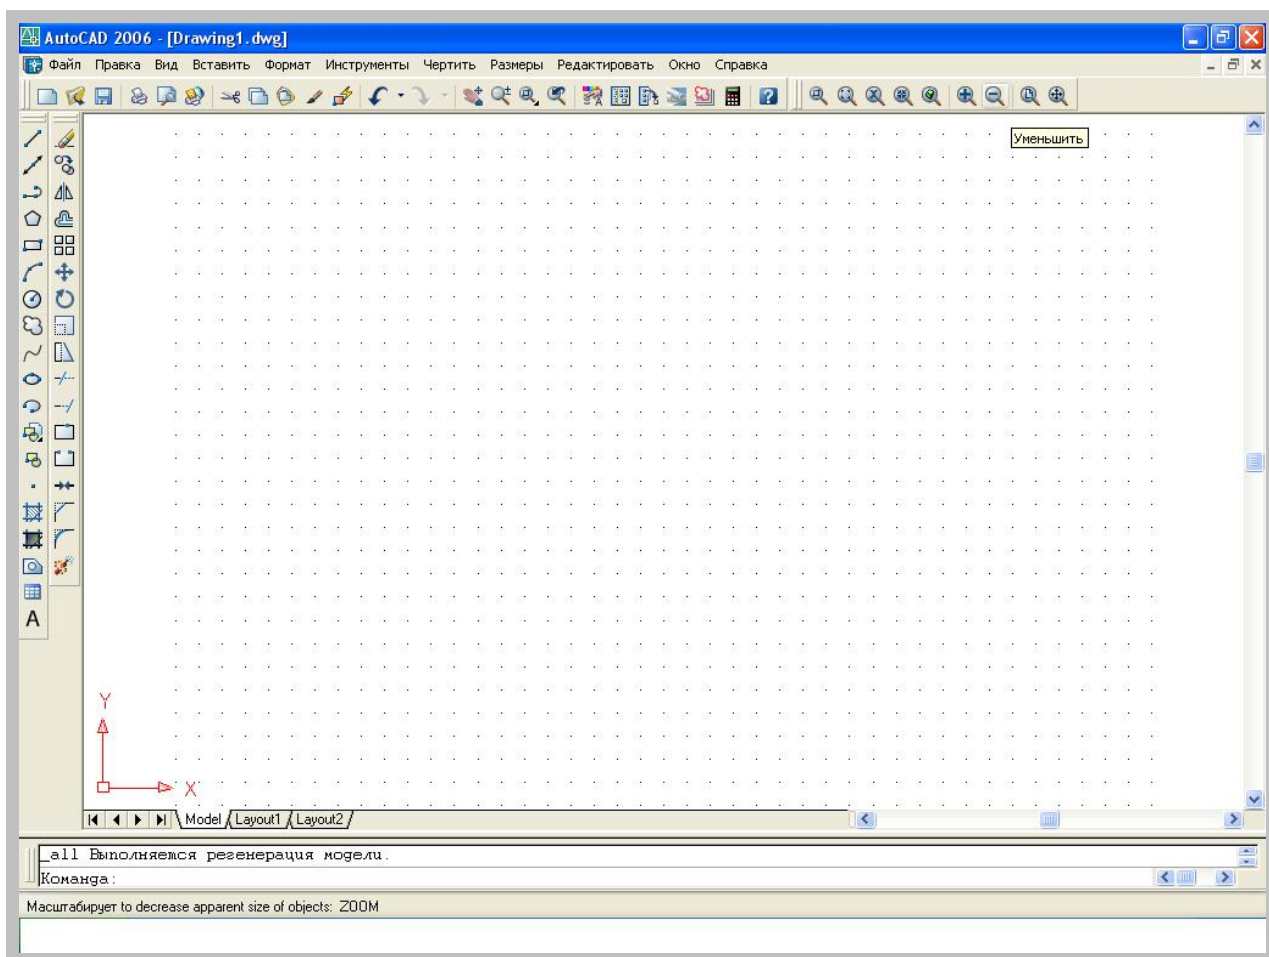 AutoCAD 2006 - [Drawing1.dwg]
Файл Правка Вид Вставить Формат Инструменты Чертить Размеры Редактировать Окно Справка
Уменьшить
A
Y
X
Model Layout1 Layout2
_all Выполняется регенерация модели.
Команда:
Масштабирует to decrease apparent size of objects: ZOOM